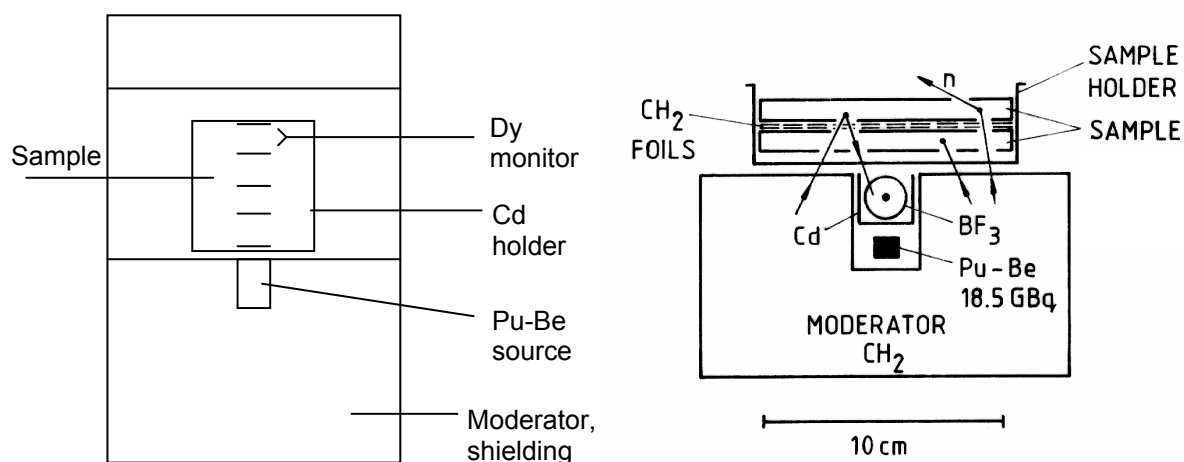 Sample
Dy
monitor
Cd
holder
Pu-Be
source
Moderator,
shielding
n
SAMPLE
HOLDER
CH2
FOILS
SAMPLE
Cd
BF3
Pu-Be
18.5 GBq
MODERATOR
CH2
10 cm